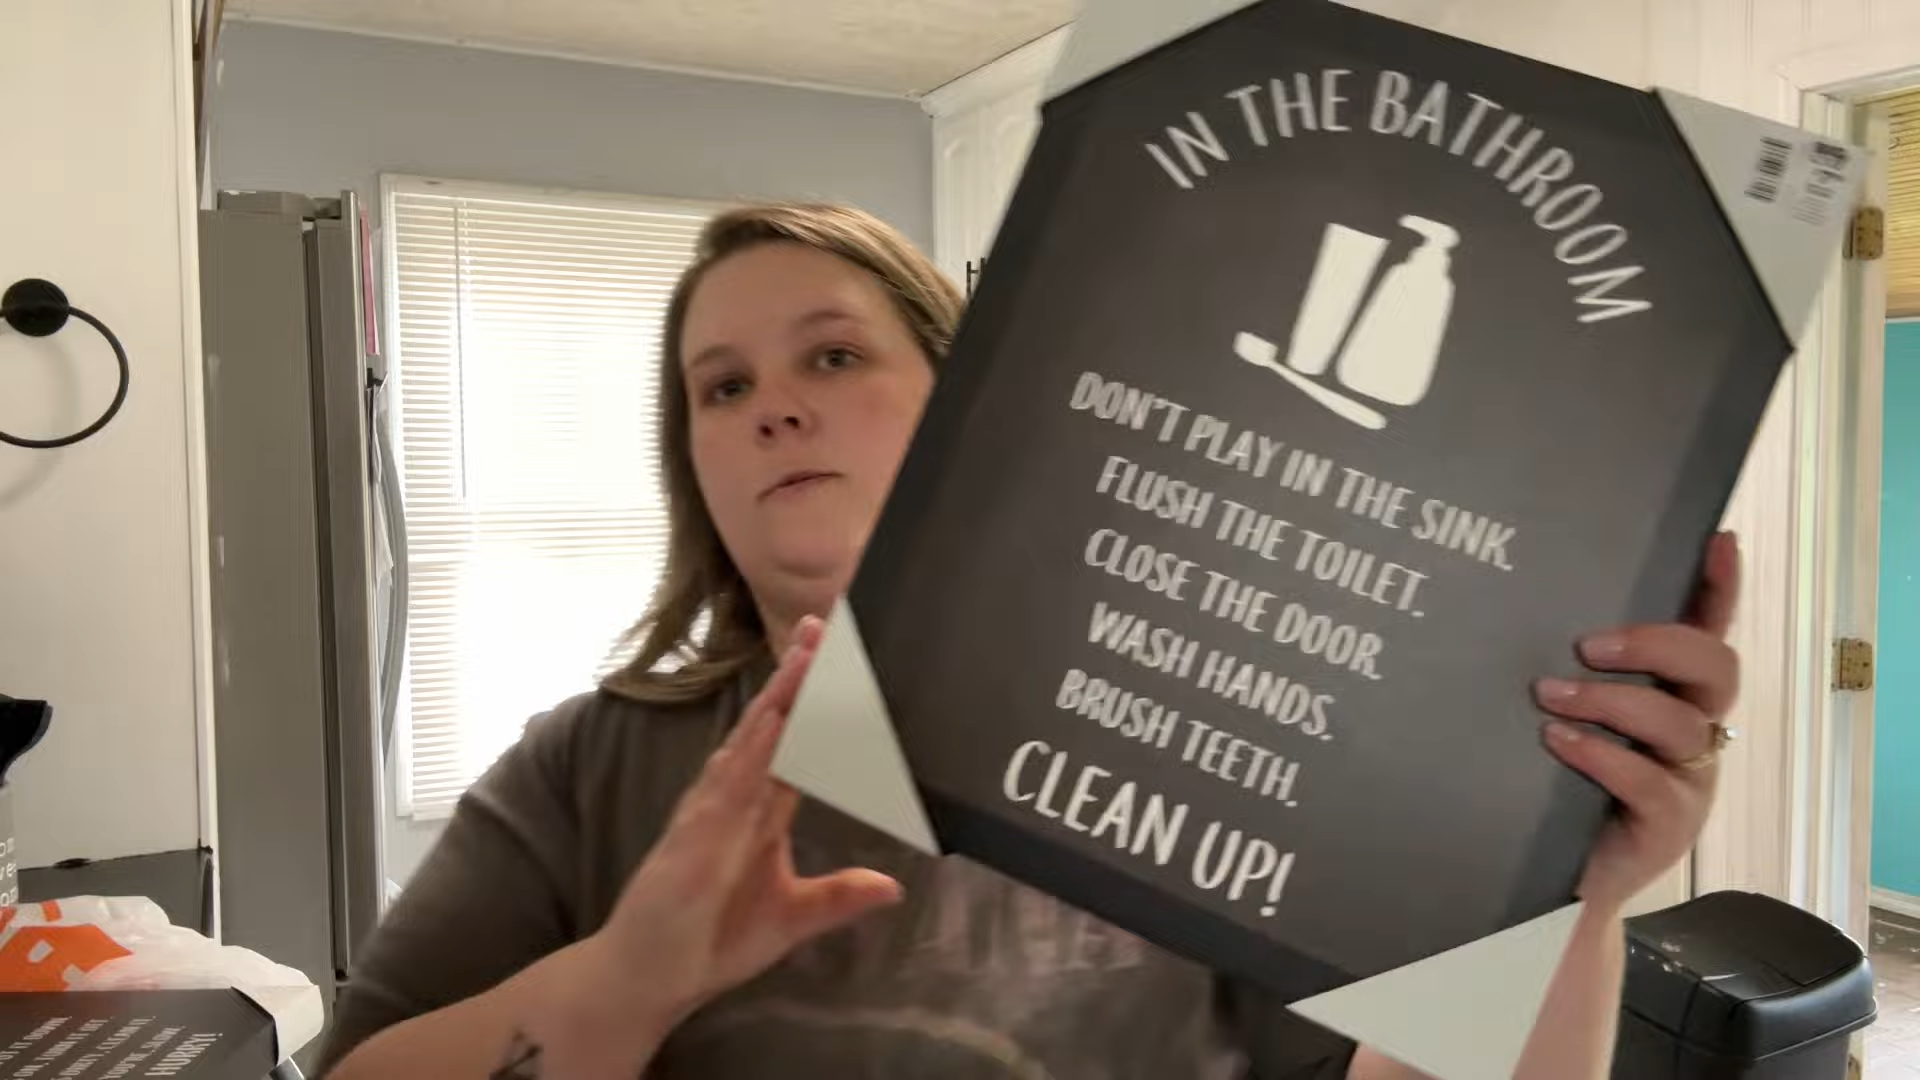 IN THE BATHROOM
DON'T PLAY IN THE SINK.
FLUSH THE TOILET.
CLOSE THE DOOR.
WASH HANDS.
BRUSH TEETH.
CLEAN UP!
HURRY!